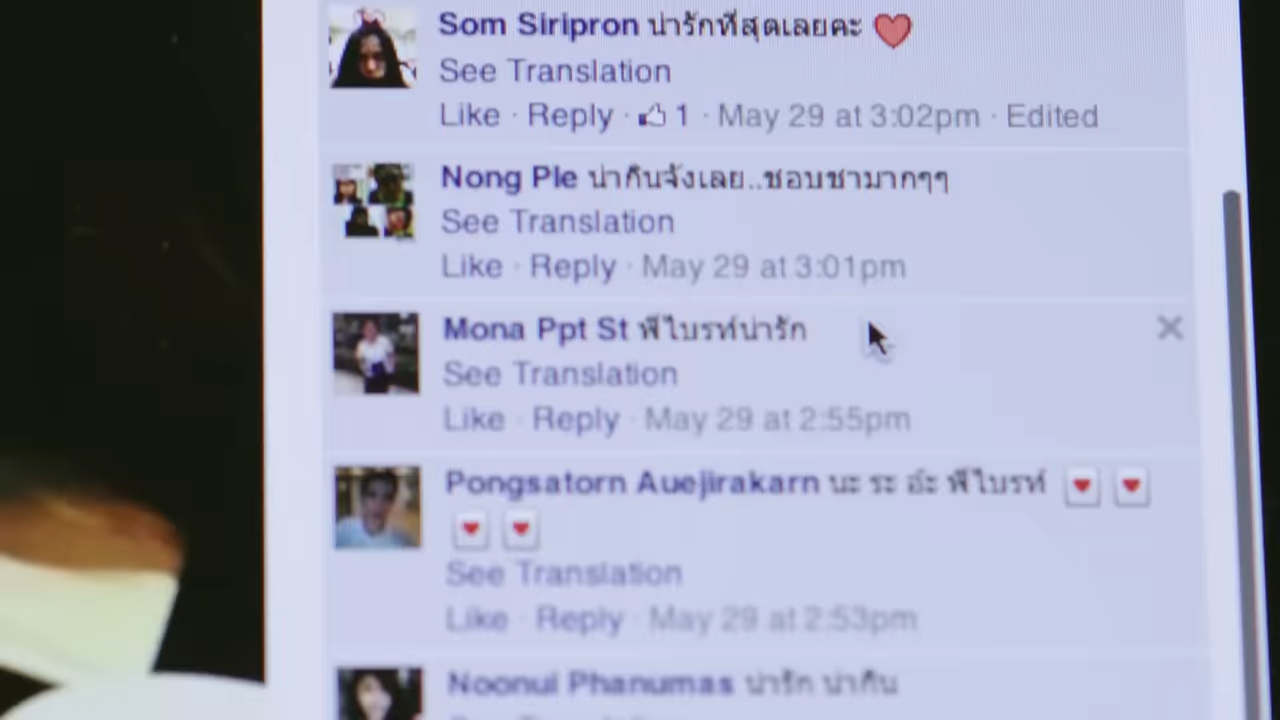 Som Siripron น่ารักที่สุดเลยคะ
See Translation
Like · Reply · 1 · May 29 at 3:02pm · Edited
Nong Ple น่ากินจังเลย..ชอบชามากๆๆ
See Translation
Like · Reply · May 29 at 3:01pm
Mona Ppt St พี่ไบรท์น่ารัก
See Translation
Like · Reply · May 29 at 2:55pm
Pongsatorn Auejirakarn นะ ระ อ๊ะ พี่ไบรท์
See Translation
Like · Reply · May 29 at 2:53pm
Noonui Phanumas น่ารัก น่ากิน